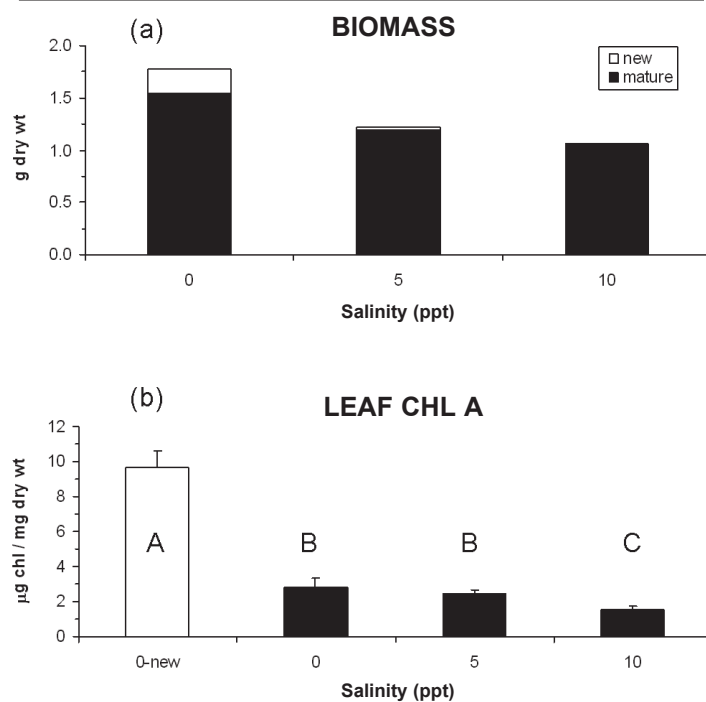 (a)
BIOMASS
new
mature
g dry wt
2.0
1.5
1.0
0.5
0.0
0 5 10
Salinity (ppt)
(b)
LEAF CHL A
µg chl / mg dry wt
12
10
8
6
4
2
0
A B B C
0-new 0 5 10
Salinity (ppt)